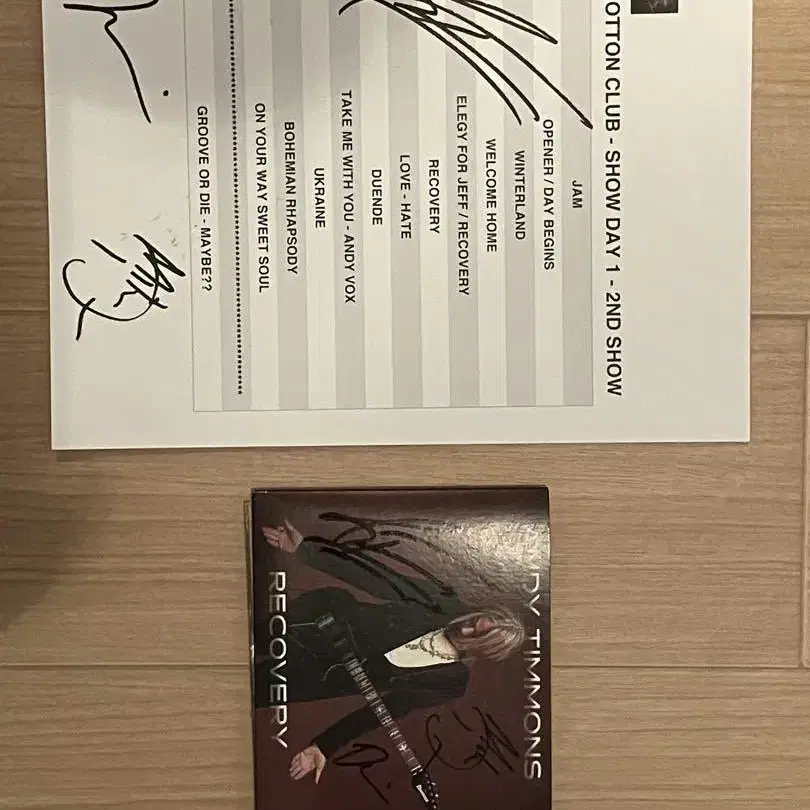 OTTON CLUB - SHOW DAY 1 - 2ND SHOW
JAM
OPENER / DAY BEGINS
WINTERLAND
WELCOME HOME
ELEGY FOR JEFF / RECOVERY
RECOVERY
LOVE - HATE
DUENDE
TAKE ME WITH YOU - ANDY VOX
UKRAINE
BOHEMIAN RHAPSODY
ON YOUR WAY SWEET SOUL
GROOVE OR DIE - MAYBE??
DY TIMMONS
RECOVERY